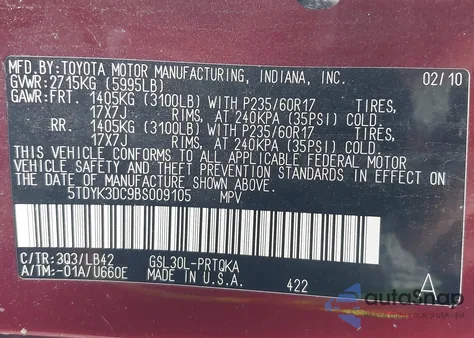 MFD. BY: TOYOTA MOTOR MANUFACTURING, INDIANA, INC. 02/10
GVWR: 2715KG (5995LB)
GAWR: FRT. 1405KG (3100LB) WITH P235/60R17 TIRES,
17X7J RIMS, AT 240KPA (35PSI) COLD.
RR. 1405KG (3100LB) WITH P235/60R17 TIRES,
17X7J RIMS, AT 240KPA (35PSI) COLD.
THIS VEHICLE CONFORMS TO ALL APPLICABLE FEDERAL MOTOR
VEHICLE SAFETY, THEFT PREVENTION STANDARDS IN EFFECT
ON THE DATE OF MANUFACTURE SHOWN ABOVE.
5TDYK3DC9BS009105 MPV
C/TR: 3Q3/LB42 GSL30L-PRTQKA
A/TM: -01A/U660E MADE IN U.S.A. 422 A
autosnap